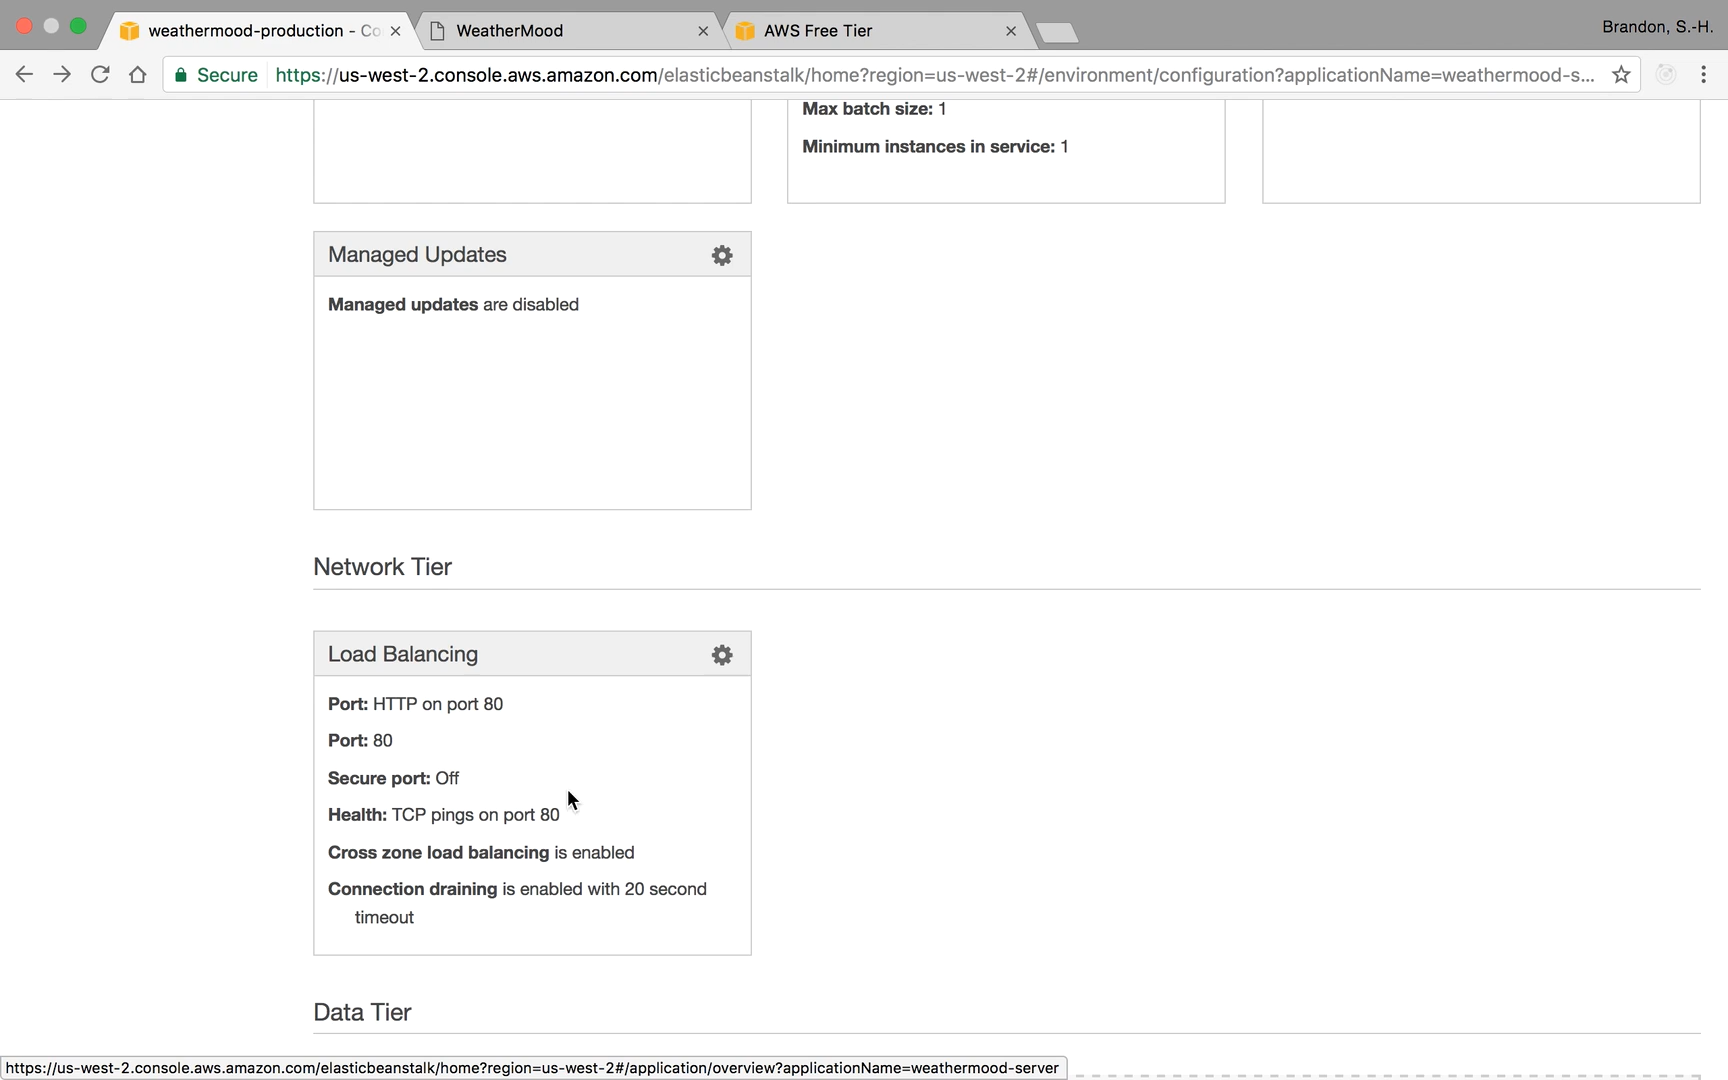 weathermood-production - Co
WeatherMood
AWS Free Tier
Brandon, S.-H.
Secure
https://us-west-2.console.aws.amazon.com/elasticbeanstalk/home?region=us-west-2#/environment/configuration?applicationName=weathermood-s...
Max batch size: 1
Minimum instances in service: 1
Managed Updates
Managed updates are disabled
Network Tier
Load Balancing
Port: HTTP on port 80
Port: 80
Secure port: Off
Health: TCP pings on port 80
Cross zone load balancing is enabled
Connection draining is enabled with 20 second
timeout
Data Tier
https://us-west-2.console.aws.amazon.com/elasticbeanstalk/home?region=us-west-2#/application/overview?applicationName=weathermood-server